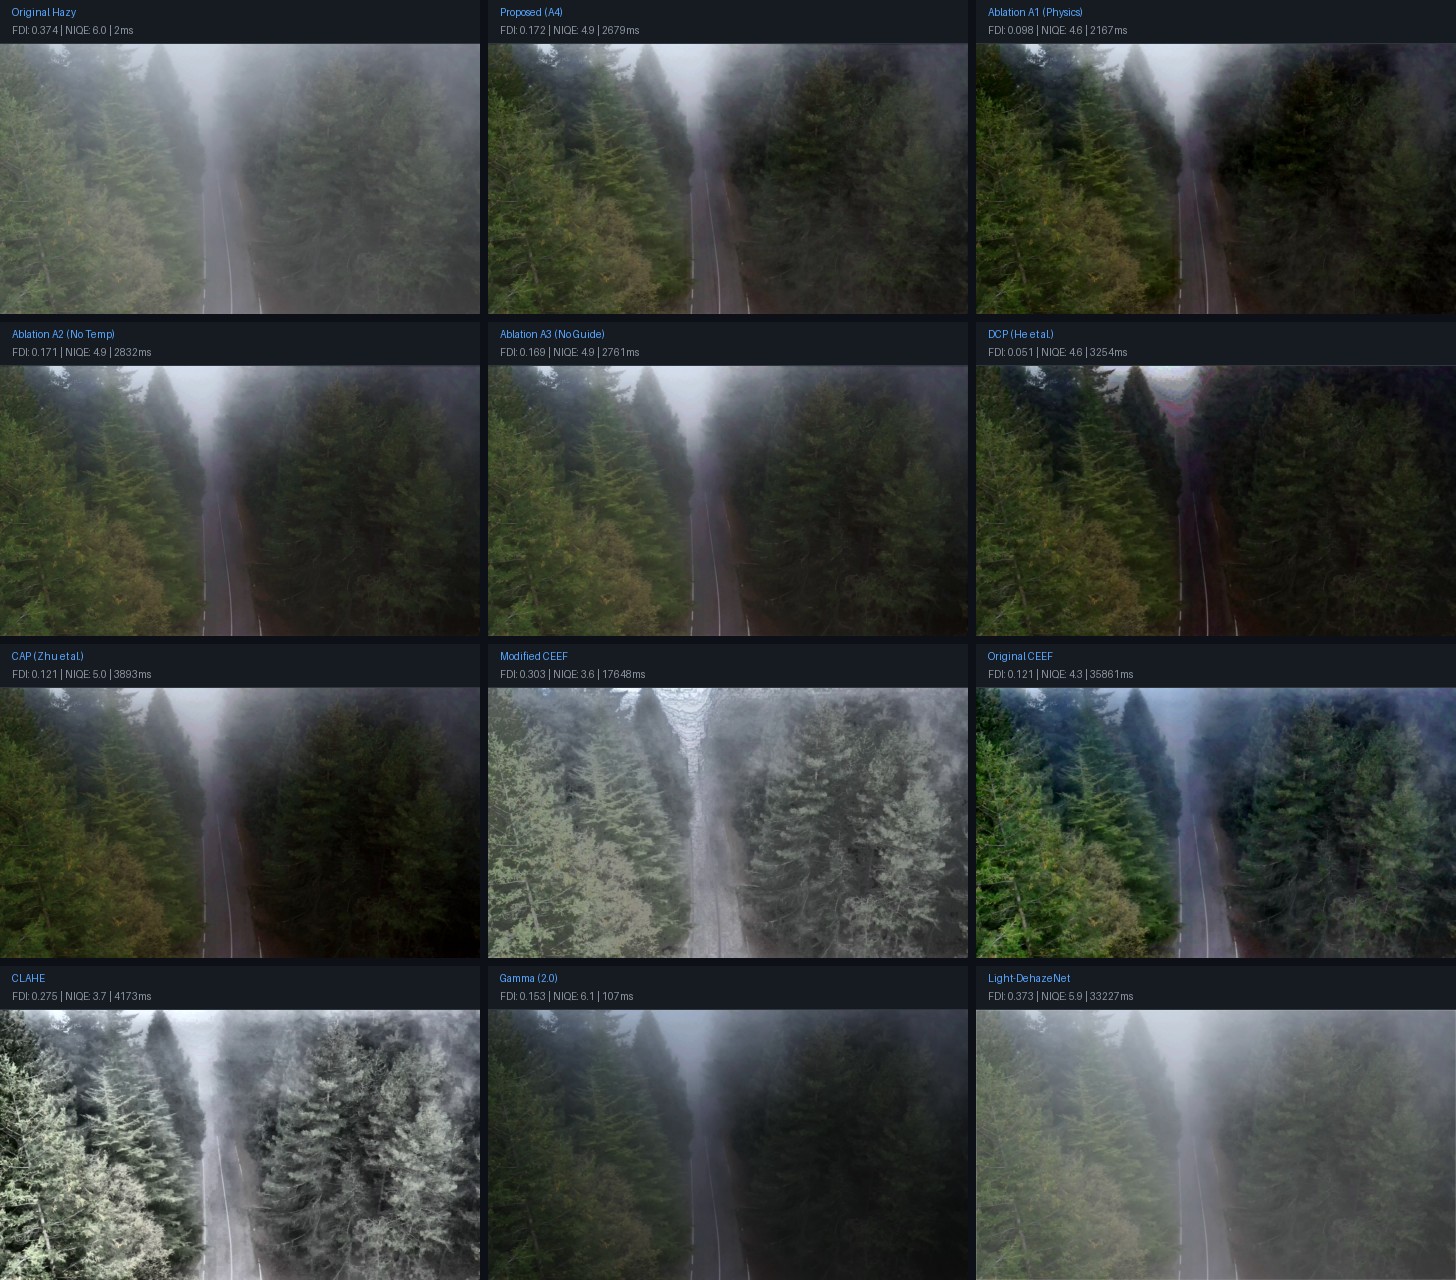 Original Hazy
FDI: 0.374 | NIQE: 6.0 | 2ms
Proposed (A4)
FDI: 0.172 | NIQE: 4.9 | 2679ms
Ablation A1 (Physics)
FDI: 0.098 | NIQE: 4.6 | 2167ms
Ablation A2 (No Temp)
FDI: 0.171 | NIQE: 4.9 | 2832ms
Ablation A3 (No Guide)
FDI: 0.169 | NIQE: 4.9 | 2761ms
DCP (He et al.)
FDI: 0.051 | NIQE: 4.6 | 3254ms
CAP (Zhu et al.)
FDI: 0.121 | NIQE: 5.0 | 3893ms
Modified CEEF
FDI: 0.303 | NIQE: 3.6 | 17648ms
Original CEEF
FDI: 0.121 | NIQE: 4.3 | 35861ms
CLAHE
FDI: 0.275 | NIQE: 3.7 | 4173ms
Gamma (2.0)
FDI: 0.153 | NIQE: 6.1 | 107ms
Light-DehazeNet
FDI: 0.373 | NIQE: 5.9 | 33227ms